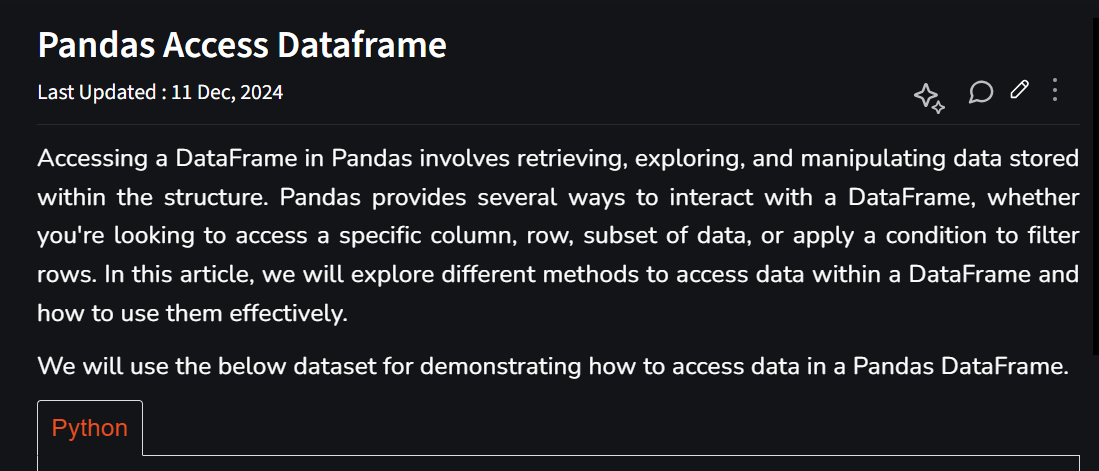 Pandas Access Dataframe
Last Updated : 11 Dec, 2024
Accessing a DataFrame in Pandas involves retrieving, exploring, and manipulating data stored
within the structure. Pandas provides several ways to interact with a DataFrame, whether
you're looking to access a specific column, row, subset of data, or apply a condition to filter
rows. In this article, we will explore different methods to access data within a DataFrame and
how to use them effectively.
We will use the below dataset for demonstrating how to access data in a Pandas DataFrame.
Python